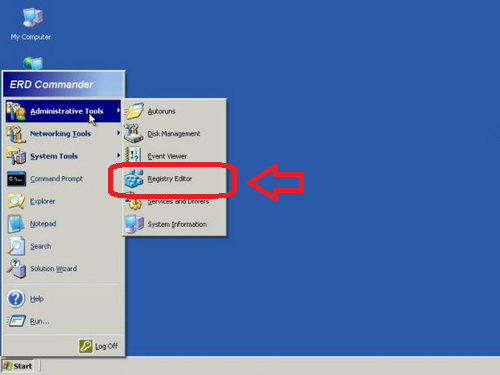 My Computer
ERD Commander
Administrative Tools
Networking Tools
System Tools
Command Prompt
Explorer
Notepad
Search
Solution Wizard
Help
Run...
Log Off
Start
Autoruns
Disk Management
Event Viewer
Registry Editor
Services and Drivers
System Information